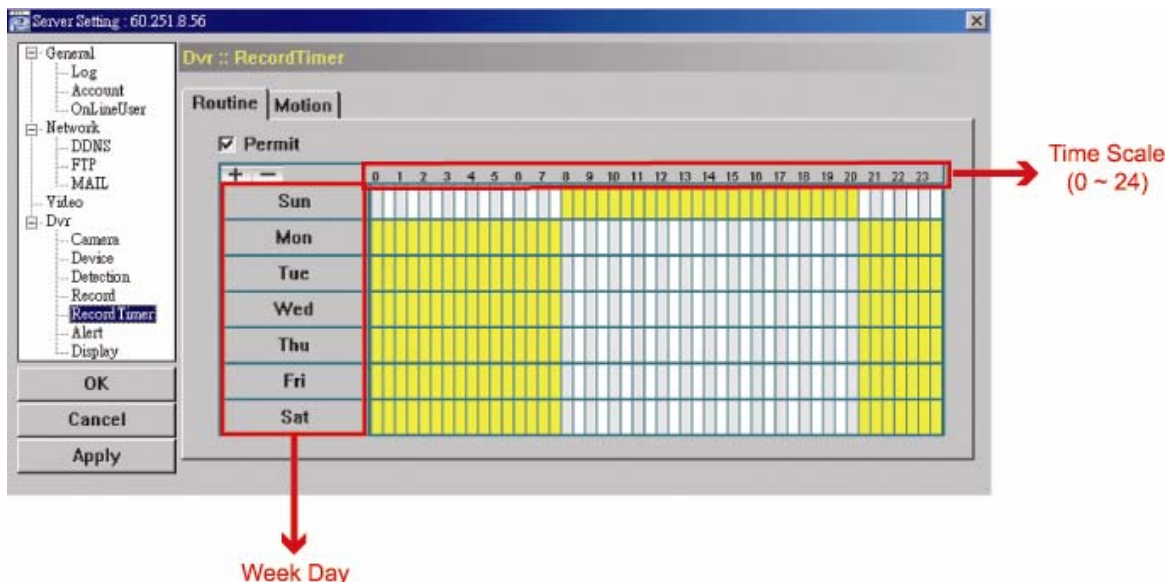 Server Setting : 60.251.8.56
General
Log
Account
OnLineUser
Network
DDNS
FTP
MAIL
Video
Dvr
Camera
Device
Detection
Record
RecordTimer
Alert
Display
OK
Cancel
Apply
Dvr :: RecordTimer
Routine Motion
Permit
+ −
0 1 2 3 4 5 6 7 8 9 10 11 12 13 14 15 16 17 18 19 20 21 22 23
Sun
Mon
Tue
Wed
Thu
Fri
Sat
Time Scale
(0 ~ 24)
Week Day